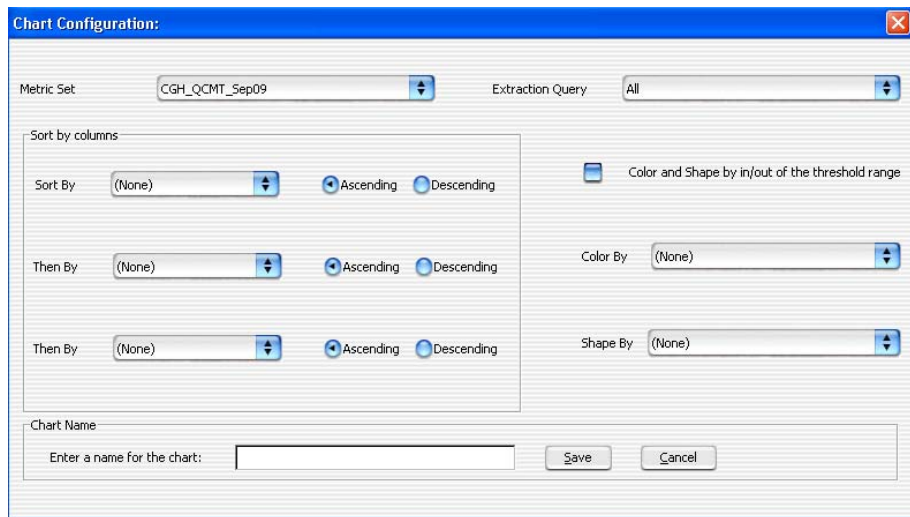 Chart Configuration:
Metric Set CGH_QCMT_Sep09 Extraction Query All
Sort by columns
Sort By (None) Ascending Descending
Color and Shape by in/out of the threshold range
Then By (None) Ascending Descending
Color By (None)
Then By (None) Ascending Descending
Shape By (None)
Chart Name
Enter a name for the chart: Save Cancel